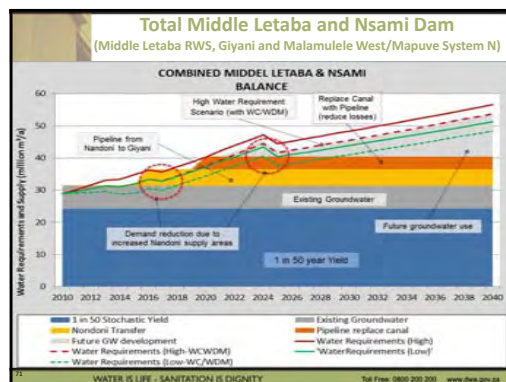 Total Middle Letaba and Nsami Dam
(Middle Letaba RWS, Giyani and Malamulele West/Mapuve System N)
COMBINED MIDDEL LETABA & NSAMI
BALANCE
High Water Requirement
Scenario (with WC/WDM)
Replace Canal
with Pipeline
(reduce losses)
Pipeline from
Nandoni to Giyani
Existing Groundwater
Demand reduction due to
increased Nandoni supply areas
Future groundwater use
1 in 50 year Yield
Water Requirements and Supply (million m³/a)
60
50
40
30
20
10
0
2010 2012 2014 2016 2018 2020 2022 2024 2026 2028 2030 2032 2034 2036 2038 2040
1 in 50 Stochastic Yield
Existing Groundwater
Nondoni Transfer
Pipeline replace canal
Future GW development
Water Requirements (High)
Water Requirements (High-WCWDM)
'WaterRequirements (Low)'
Water Requirements (Low-WC/WDM)
71
WATER IS LIFE - SANITATION IS DIGNITY
Toll Free: 0800 200 200 www.dwa.gov.za